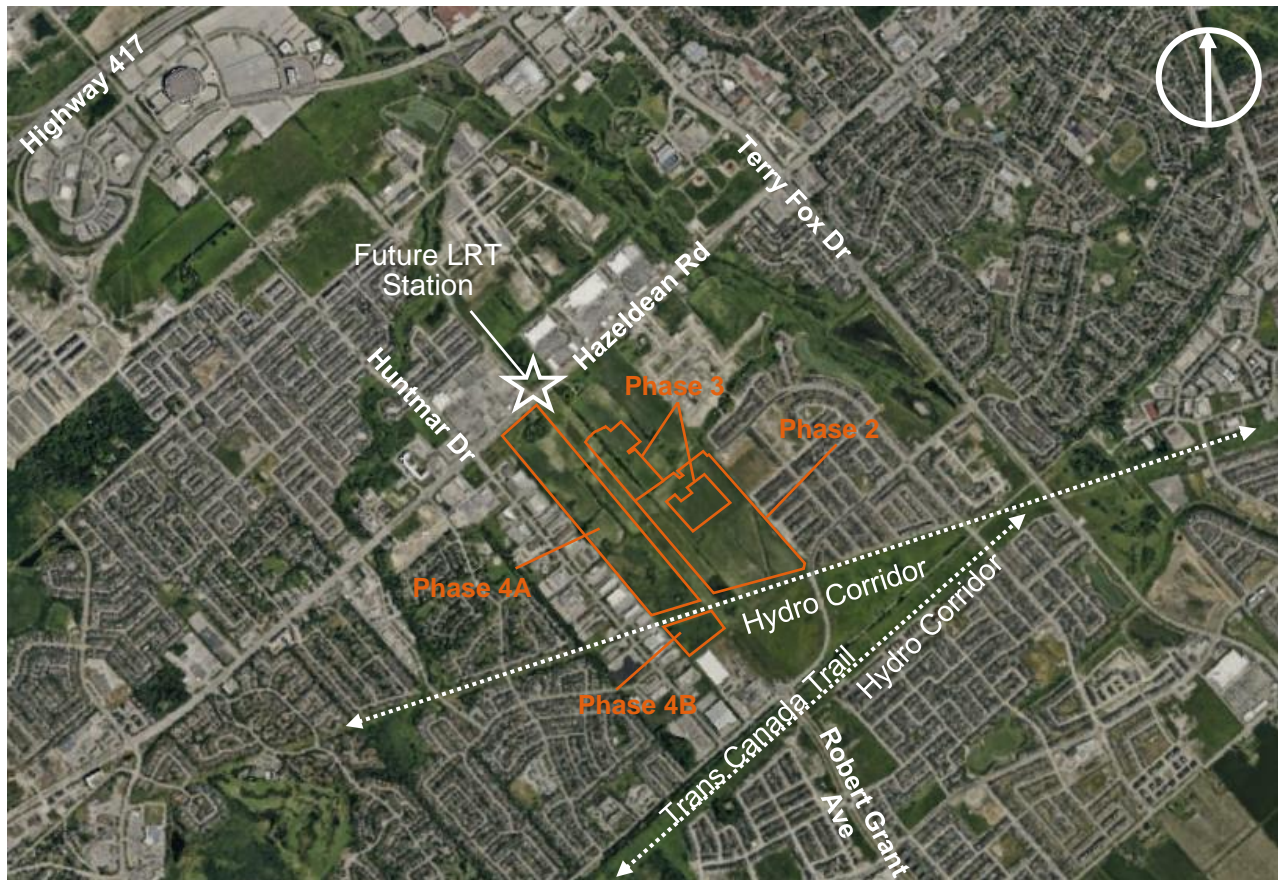 Highway 417
Terry Fox Dr
Future LRT
Station
Hazeldean Rd
Huntmar Dr
Phase 3
Phase 2
Phase 4A
Hydro Corridor
Hydro Corridor
Phase 4B
Trans Canada Trail
Robert Grant
Ave